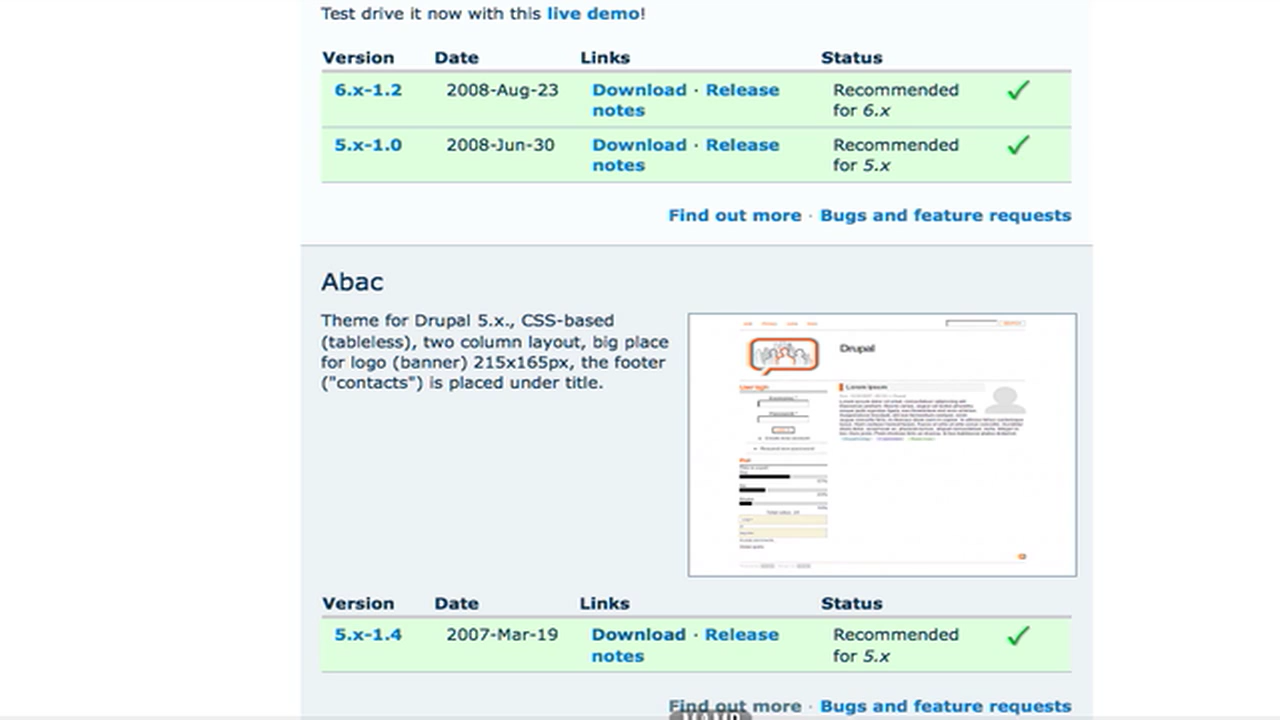 Test drive it now with this live demo!
Version Date Links Status
6.x-1.2 2008-Aug-23 Download · Release notes Recommended for 6.x
5.x-1.0 2008-Jun-30 Download · Release notes Recommended for 5.x
Find out more · Bugs and feature requests
Abac
Theme for Drupal 5.x., CSS-based
(tableless), two column layout, big place
for logo (banner) 215x165px, the footer
("contacts") is placed under title.
Drupal
User login
Lorem ipsum
Version Date Links Status
5.x-1.4 2007-Mar-19 Download · Release notes Recommended for 5.x
Find out more · Bugs and feature requests